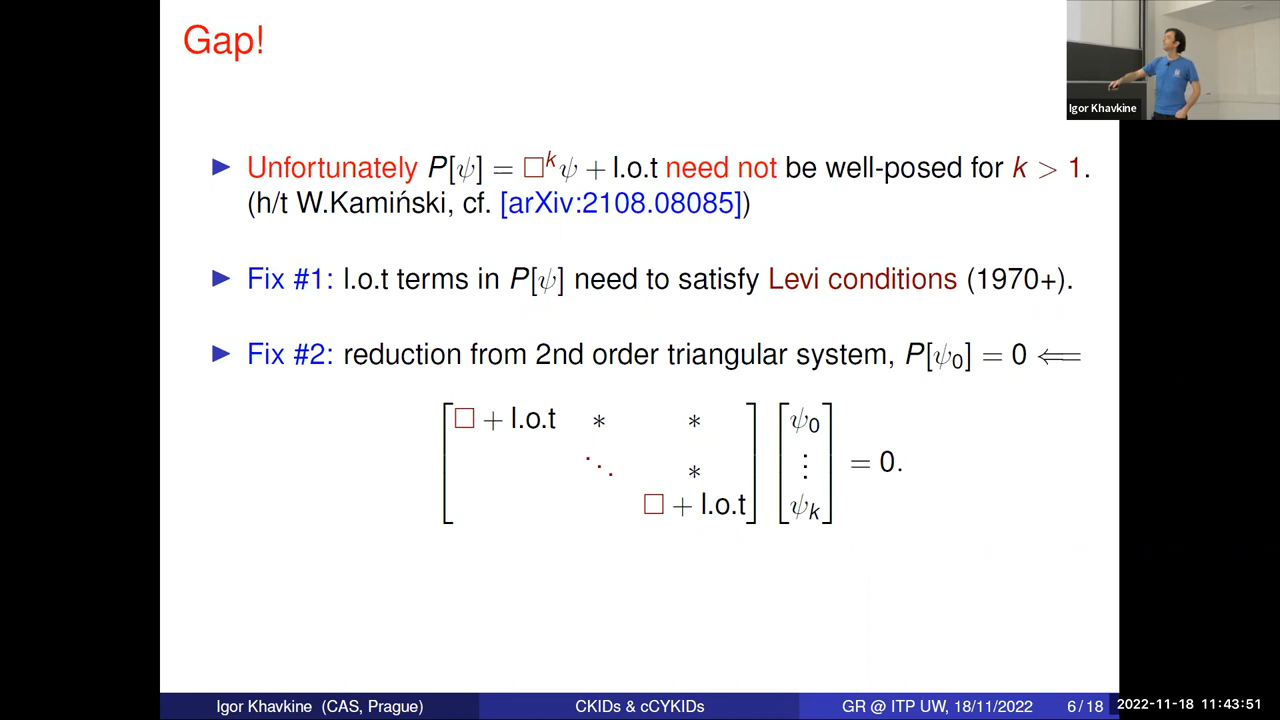 Gap!
Igor Khavkine
▶ Unfortunately P[ψ] = □^k ψ + l.o.t need not be well-posed for k > 1.
(h/t W.Kamiński, cf. [arXiv:2108.08085])
▶ Fix #1: l.o.t terms in P[ψ] need to satisfy Levi conditions (1970+).
▶ Fix #2: reduction from 2nd order triangular system, P[ψ₀] = 0 ⟸
[□ + l.o.t * *] [ψ₀]
[⋱ *] [⋮] = 0.
[□ + l.o.t] [ψ_k]
Igor Khavkine (CAS, Prague) CKIDs & cCYKIDs GR @ ITP UW, 18/11/2022 6 / 18 2022-11-18 11:43:51